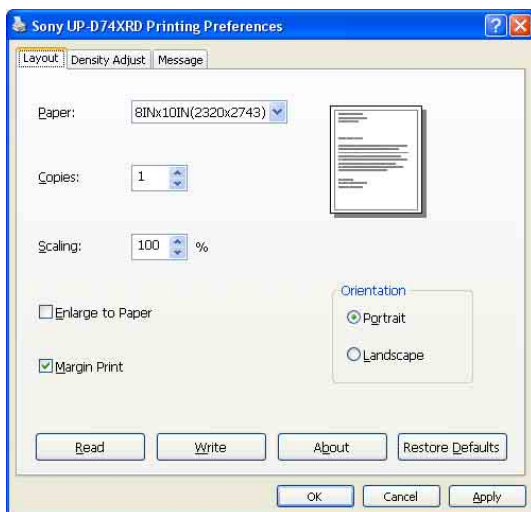 Sony UP-D74XRD Printing Preferences
Layout Density Adjust Message
Paper: 8INx10IN(2320x2743)
Copies: 1
Scaling: 100 %
Enlarge to Paper
Margin Print
Orientation
Portrait
Landscape
Read Write About Restore Defaults
OK Cancel Apply